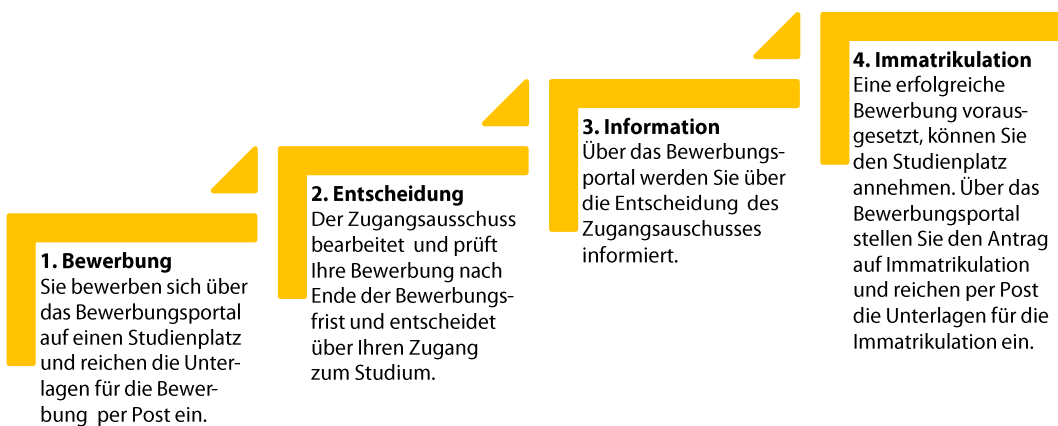 1. Bewerbung
Sie bewerben sich über
das Bewerbungsportal
auf einen Studienplatz
und reichen die Unter-
lagen für die Bewer-
bung  per Post ein.
2. Entscheidung
Der Zugangsausschuss
bearbeitet  und prüft
Ihre Bewerbung nach
Ende der Bewerbungs-
frist und entscheidet
über Ihren Zugang
zum Studium.
3. Information
Über das Bewerbungs-
portal werden Sie über
die Entscheidung  des
Zugangsauschusses
informiert.
4. Immatrikulation
Eine erfolgreiche
Bewerbung voraus-
gesetzt, können Sie
den Studienplatz
annehmen. Über das
Bewerbungsportal
stellen Sie den Antrag
auf Immatrikulation
und reichen per Post
die Unterlagen für die
Immatrikulation ein.